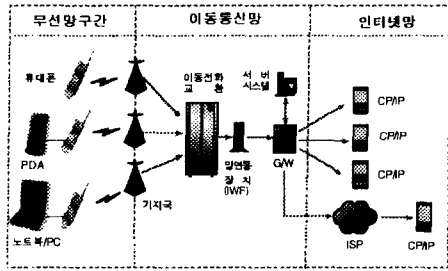 무선망구간
이동통신망
인터넷망
휴대폰
PDA
노트북/PC
기지국
이동전화
교 환
망연동
장 치
(IWF)
서 버
시스템
G/W
CP/IP
CP/IP
CP/IP
ISP
CP/IP